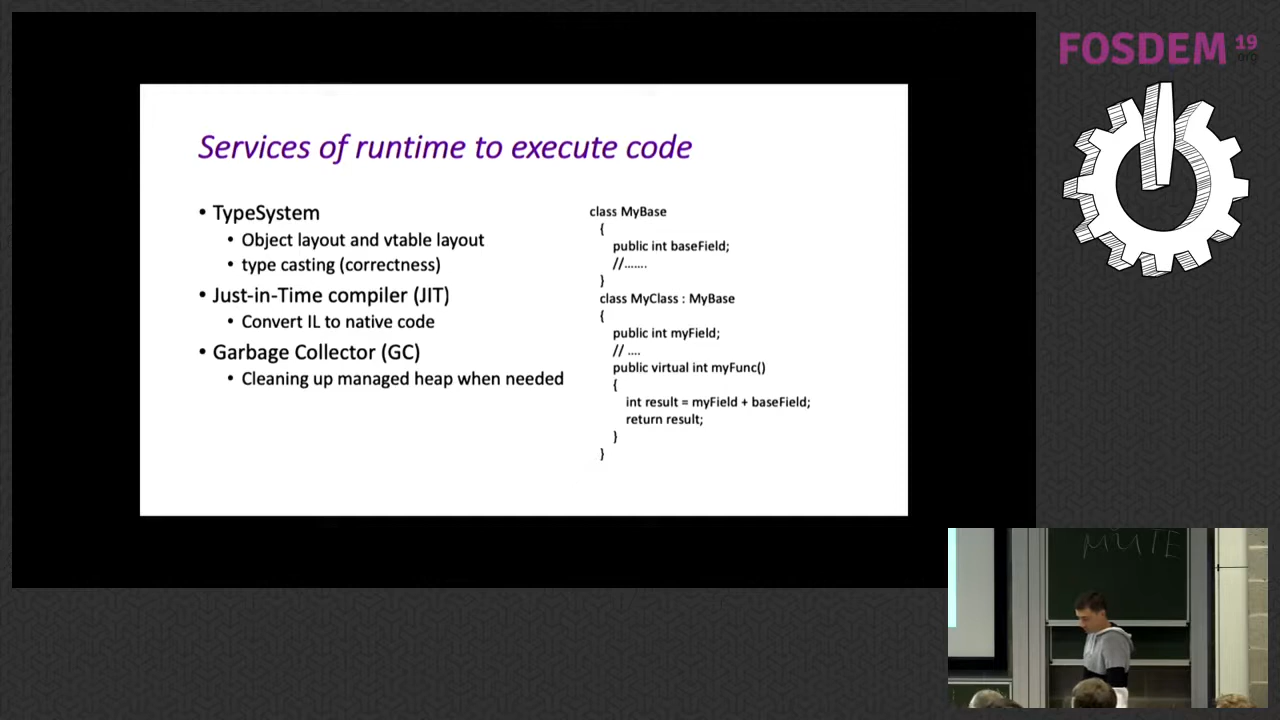 FOSDEM 19
.org
Services of runtime to execute code
• TypeSystem
• Object layout and vtable layout
• type casting (correctness)
• Just-in-Time compiler (JIT)
• Convert IL to native code
• Garbage Collector (GC)
• Cleaning up managed heap when needed
class MyBase
{
public int baseField;
//.......
}
class MyClass : MyBase
{
public int myField;
// ....
public virtual int myFunc()
{
int result = myField + baseField;
return result;
}
}
MUTE